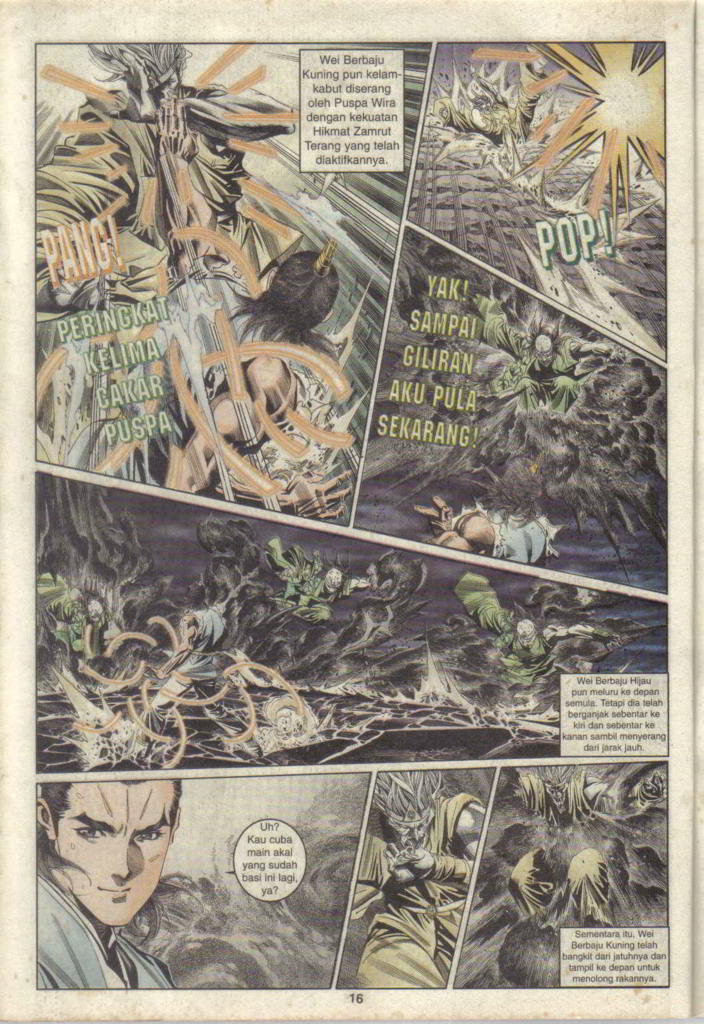 Wei Berbaju
Kuning pun kelam-
kabut diserang
oleh Puspa Wira
dengan kekuatan
Hikmat Zamrut
Terang yang telah
diaktifkannya.
PANG!
PERINGKAT
KELIMA
CAKAR
PUSPA
POP!
YAK!
SAMPAI
GILIRAN
AKU PULA
SEKARANG!
Wei Berbaju Hijau
pun meluru ke depan
semula. Tetapi dia telah
berganjak sebentar ke
kiri dan sebentar ke
kanan sambil menyerang
dari jarak jauh.
Uh?
Kau cuba
main akal
yang sudah
basi ini lagi,
ya?
Sementara itu, Wei
Berbaju Kuning telah
bangkit dari jatuhnya dan
tampil ke depan untuk
menolong rakannya.
16